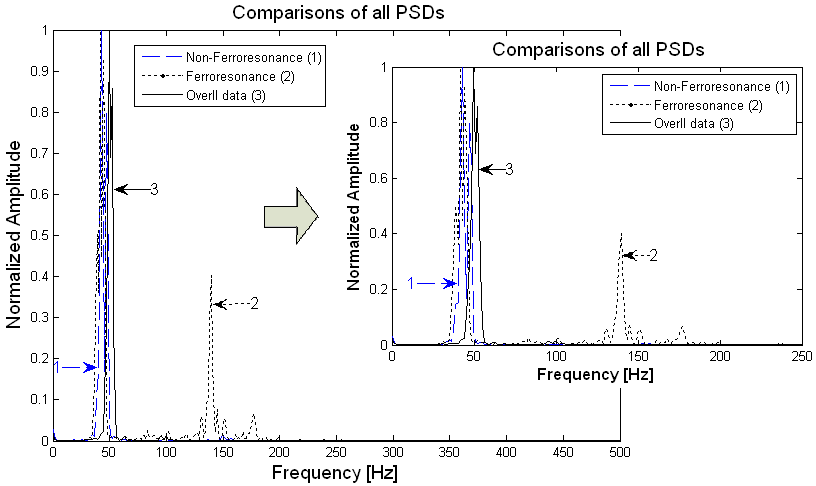 Comparisons of all PSDs
1
0.9
0.8
0.7
0.6
0.5
0.4
0.3
0.2
0.1
0
Normalized Amplitude
Non-Ferroresonance (1)
Ferroresonance (2)
Overll data (3)
3
2
1
0 50 100 150 200 250 300 350 400 450 500
Frequency [Hz]
Comparisons of all PSDs
1
0.8
0.6
0.4
0.2
0
Normalized Amplitude
Non-Ferroresonance (1)
Ferroresonance (2)
Overll data (3)
3
2
1
0 50 100 150 200 250
Frequency [Hz]